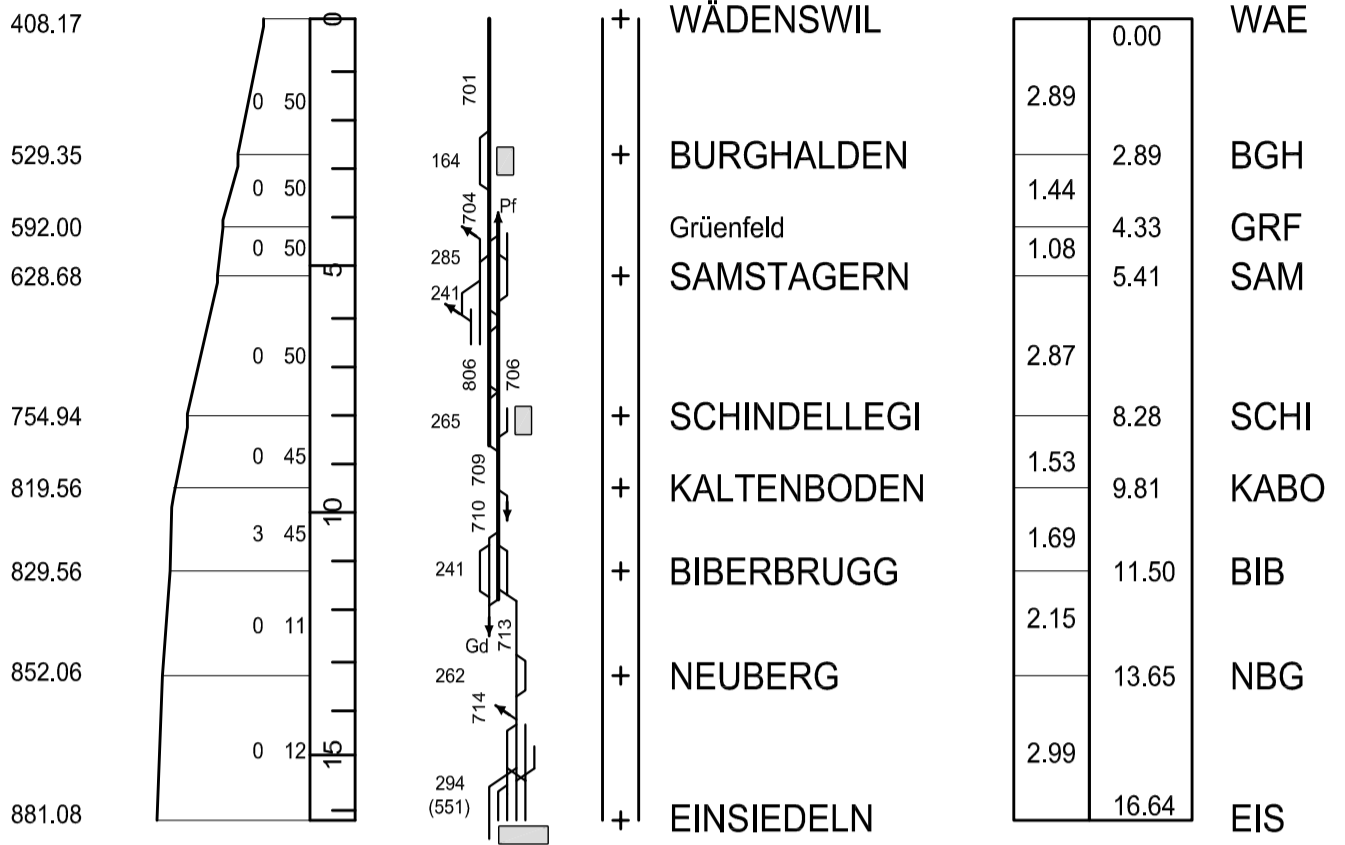 408.17 0 WÄDENSWIL 0.00 WAE
0 50 701 2.89
529.35 164 BURGHALDEN 2.89 BGH
0 50 704 Pf 1.44
592.00 Grüenfeld 4.33 GRF
0 50 285 1.08
628.68 5 241 SAMSTAGERN 5.41 SAM
0 50 806 706 2.87
754.94 265 SCHINDELLEGI 8.28 SCHI
0 45 709 1.53
819.56 10 KALTENBODEN 9.81 KABO
3 45 710 1.69
829.56 241 BIBERBRUGG 11.50 BIB
0 11 Gd 713 2.15
852.06 262 NEUBERG 13.65 NBG
0 12 15 714 2.99
294
(551)
881.08 EINSIEDELN 16.64 EIS